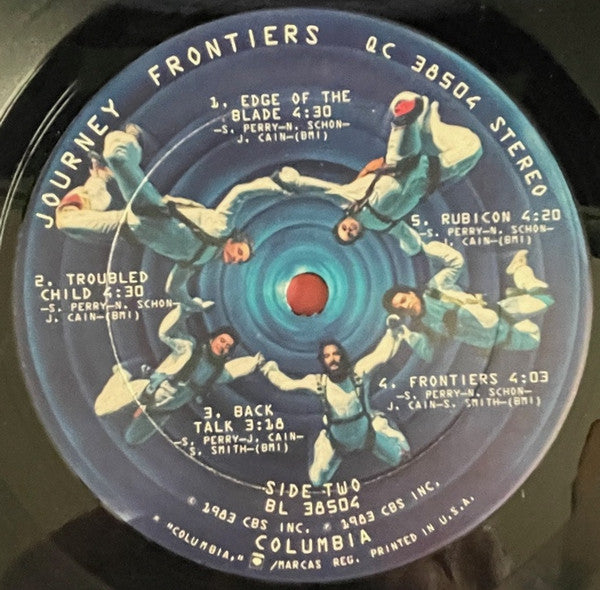 JOURNEY FRONTIERS QC 38504 STEREO
1. EDGE OF THE
BLADE 4:30
-S. PERRY-N. SCHON-
J. CAIN-(BMI)
2. TROUBLED
CHILD 4:30
-S. PERRY-N. SCHON-
J. CAIN-(BMI)
3. BACK
TALK 3:18
-S. PERRY-J. CAIN-
S. SMITH-(BMI)
4. FRONTIERS 4:03
-S. PERRY-N. SCHON-
J. CAIN-S. SMITH-(BMI)
5. RUBICON 4:20
-S. PERRY-N. SCHON-
J. CAIN-(BMI)
SIDE TWO
BL 38504
© 1983 CBS INC. ℗ 1983 CBS INC.
COLUMBIA
"COLUMBIA," /MARCAS REG. PRINTED IN U.S.A.